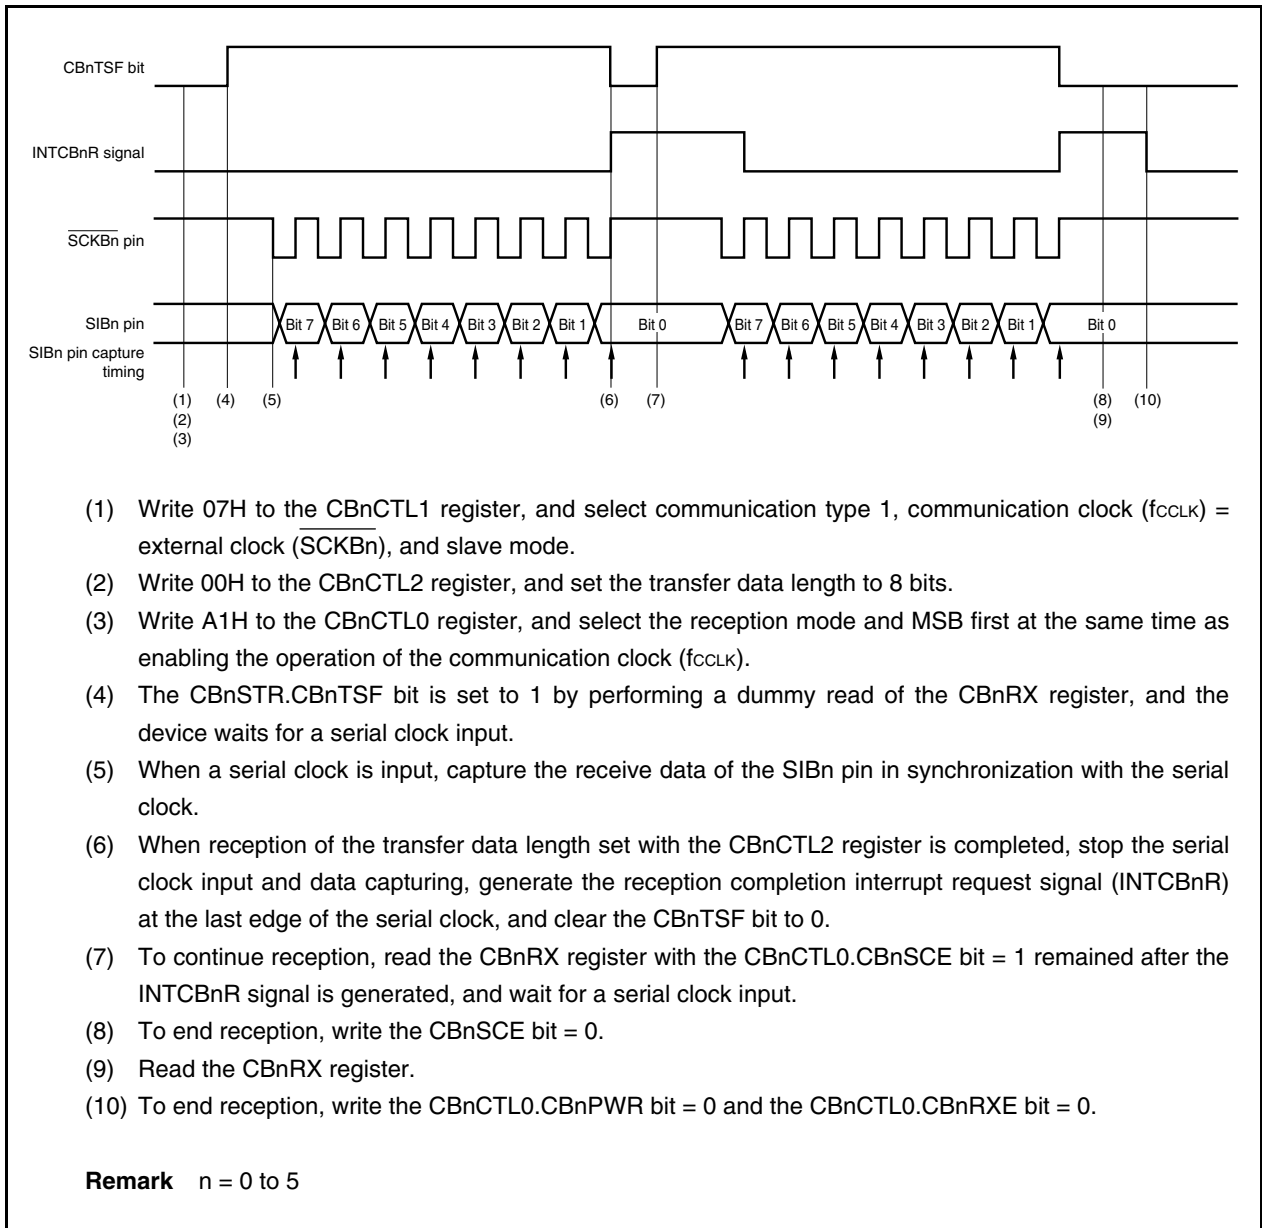 CBnTSF bit
INTCBnR signal
SCKBn pin
SIBn pin
Bit 7 Bit 6 Bit 5 Bit 4 Bit 3 Bit 2 Bit 1 Bit 0 Bit 7 Bit 6 Bit 5 Bit 4 Bit 3 Bit 2 Bit 1 Bit 0
SIBn pin capture
timing
(1) (4) (5) (6) (7) (8) (10)
(2) (9)
(3)
(1) Write 07H to the CBnCTL1 register, and select communication type 1, communication clock (fCCLK) =
external clock (SCKBn), and slave mode.
(2) Write 00H to the CBnCTL2 register, and set the transfer data length to 8 bits.
(3) Write A1H to the CBnCTL0 register, and select the reception mode and MSB first at the same time as
enabling the operation of the communication clock (fCCLK).
(4) The CBnSTR.CBnTSF bit is set to 1 by performing a dummy read of the CBnRX register, and the
device waits for a serial clock input.
(5) When a serial clock is input, capture the receive data of the SIBn pin in synchronization with the serial
clock.
(6) When reception of the transfer data length set with the CBnCTL2 register is completed, stop the serial
clock input and data capturing, generate the reception completion interrupt request signal (INTCBnR)
at the last edge of the serial clock, and clear the CBnTSF bit to 0.
(7) To continue reception, read the CBnRX register with the CBnCTL0.CBnSCE bit = 1 remained after the
INTCBnR signal is generated, and wait for a serial clock input.
(8) To end reception, write the CBnSCE bit = 0.
(9) Read the CBnRX register.
(10) To end reception, write the CBnCTL0.CBnPWR bit = 0 and the CBnCTL0.CBnRXE bit = 0.
Remark n = 0 to 5